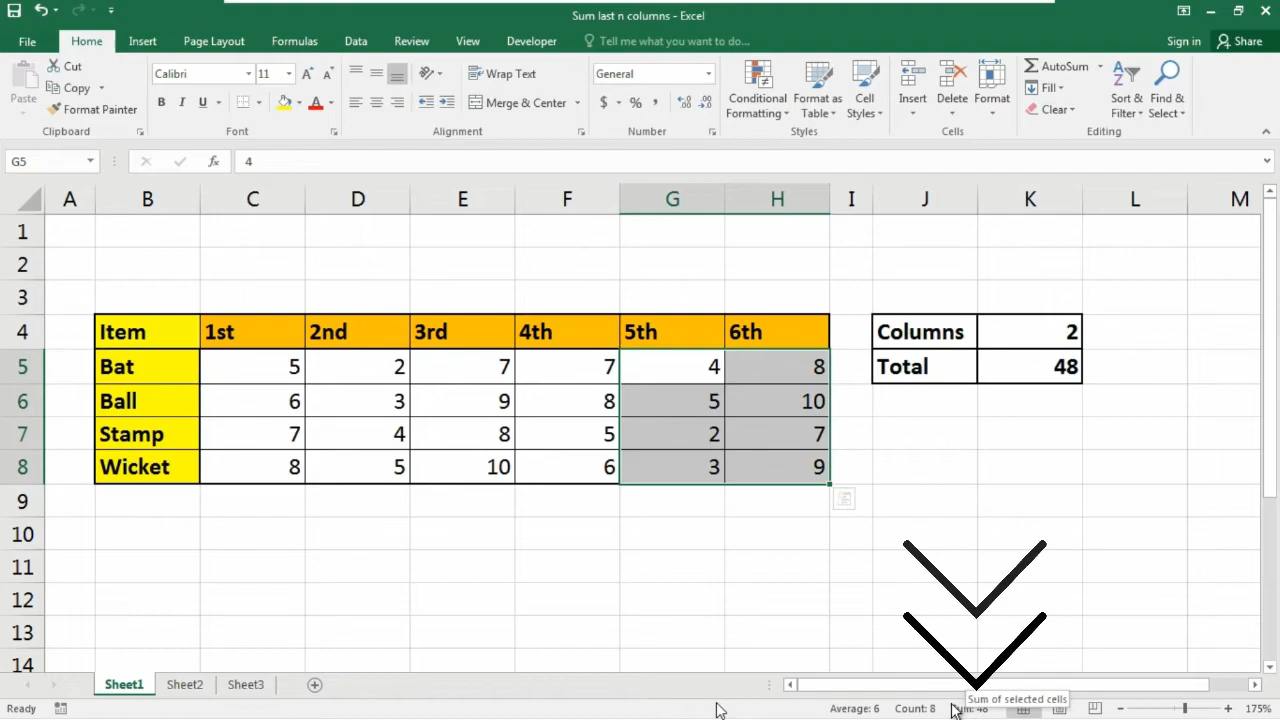 Sum last n columns - Excel
File Home Insert Page Layout Formulas Data Review View Developer Tell me what you want to do... Sign in Share
Paste Cut Copy Format Painter Clipboard
Calibri 11 B I U A Font
Wrap Text Merge & Center Alignment
General $ % , Number
Conditional Formatting Format as Table Cell Styles Styles
Insert Delete Format Cells
AutoSum Fill Clear Sort & Filter Find & Select Editing
G5 fx 4
A B C D E F G H I J K L M
1
2
3
4 Item 1st 2nd 3rd 4th 5th 6th Columns 2
5 Bat 5 2 7 7 4 8 Total 48
6 Ball 6 3 9 8 5 10
7 Stamp 7 4 8 5 2 7
8 Wicket 8 5 10 6 3 9
9
10
11
12
13
14
Sheet1 Sheet2 Sheet3
Sum of selected cells
Ready Average: 6 Count: 8 48 175%